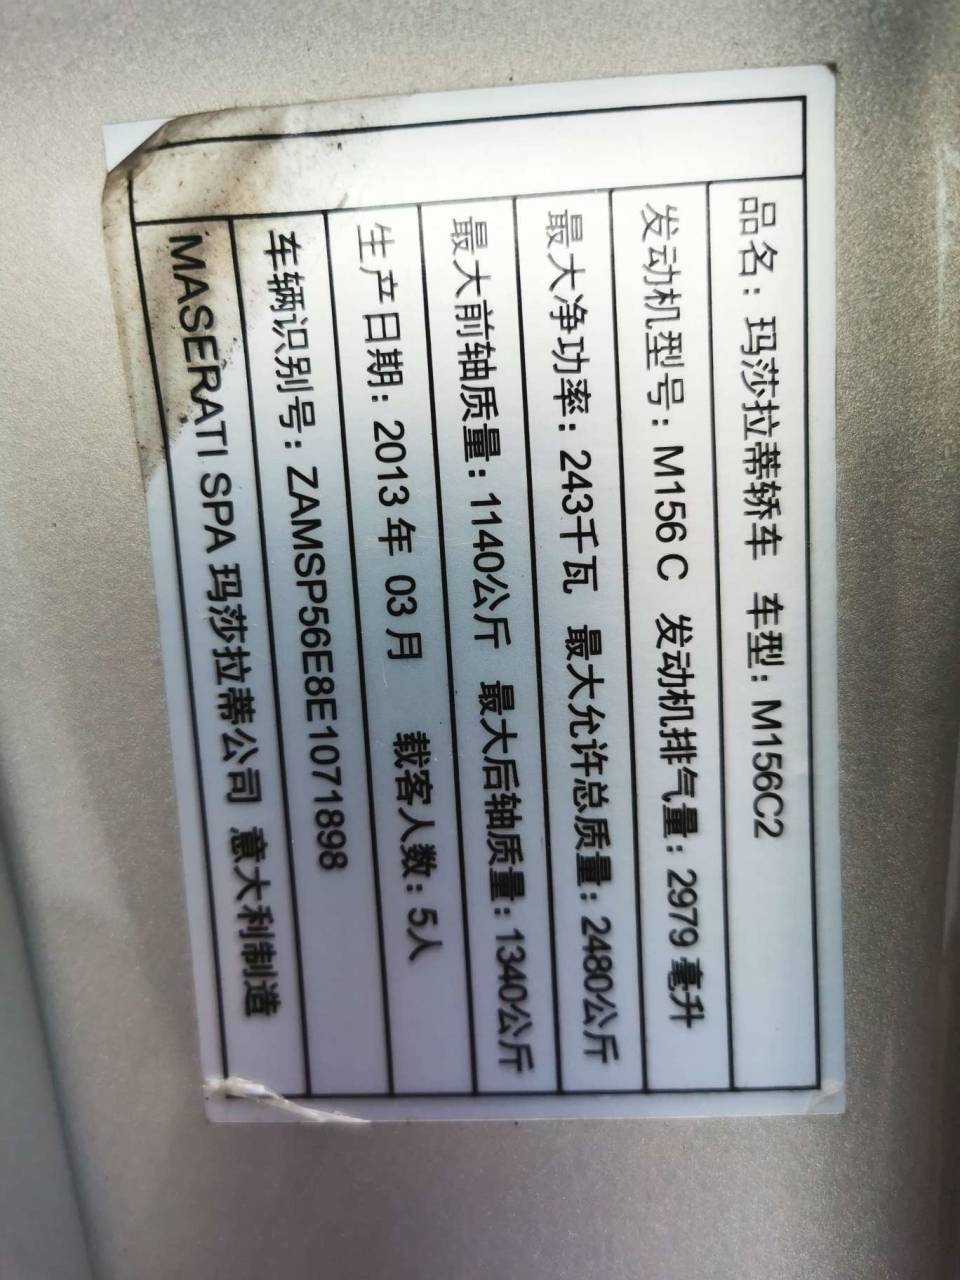 品名：玛莎拉蒂轿车 车型：M156C2
发动机型号：M156 C 发动机排气量：2979 毫升
最大净功率：243千瓦 最大允许总质量：2480公斤
最大前轴质量：1140公斤 最大后轴质量：1340公斤
生产日期：2013 年 03 月 载客人数：5人
车辆识别号：ZAMSP56E8E1071898
MASERATI SPA 玛莎拉蒂公司 意大利制造